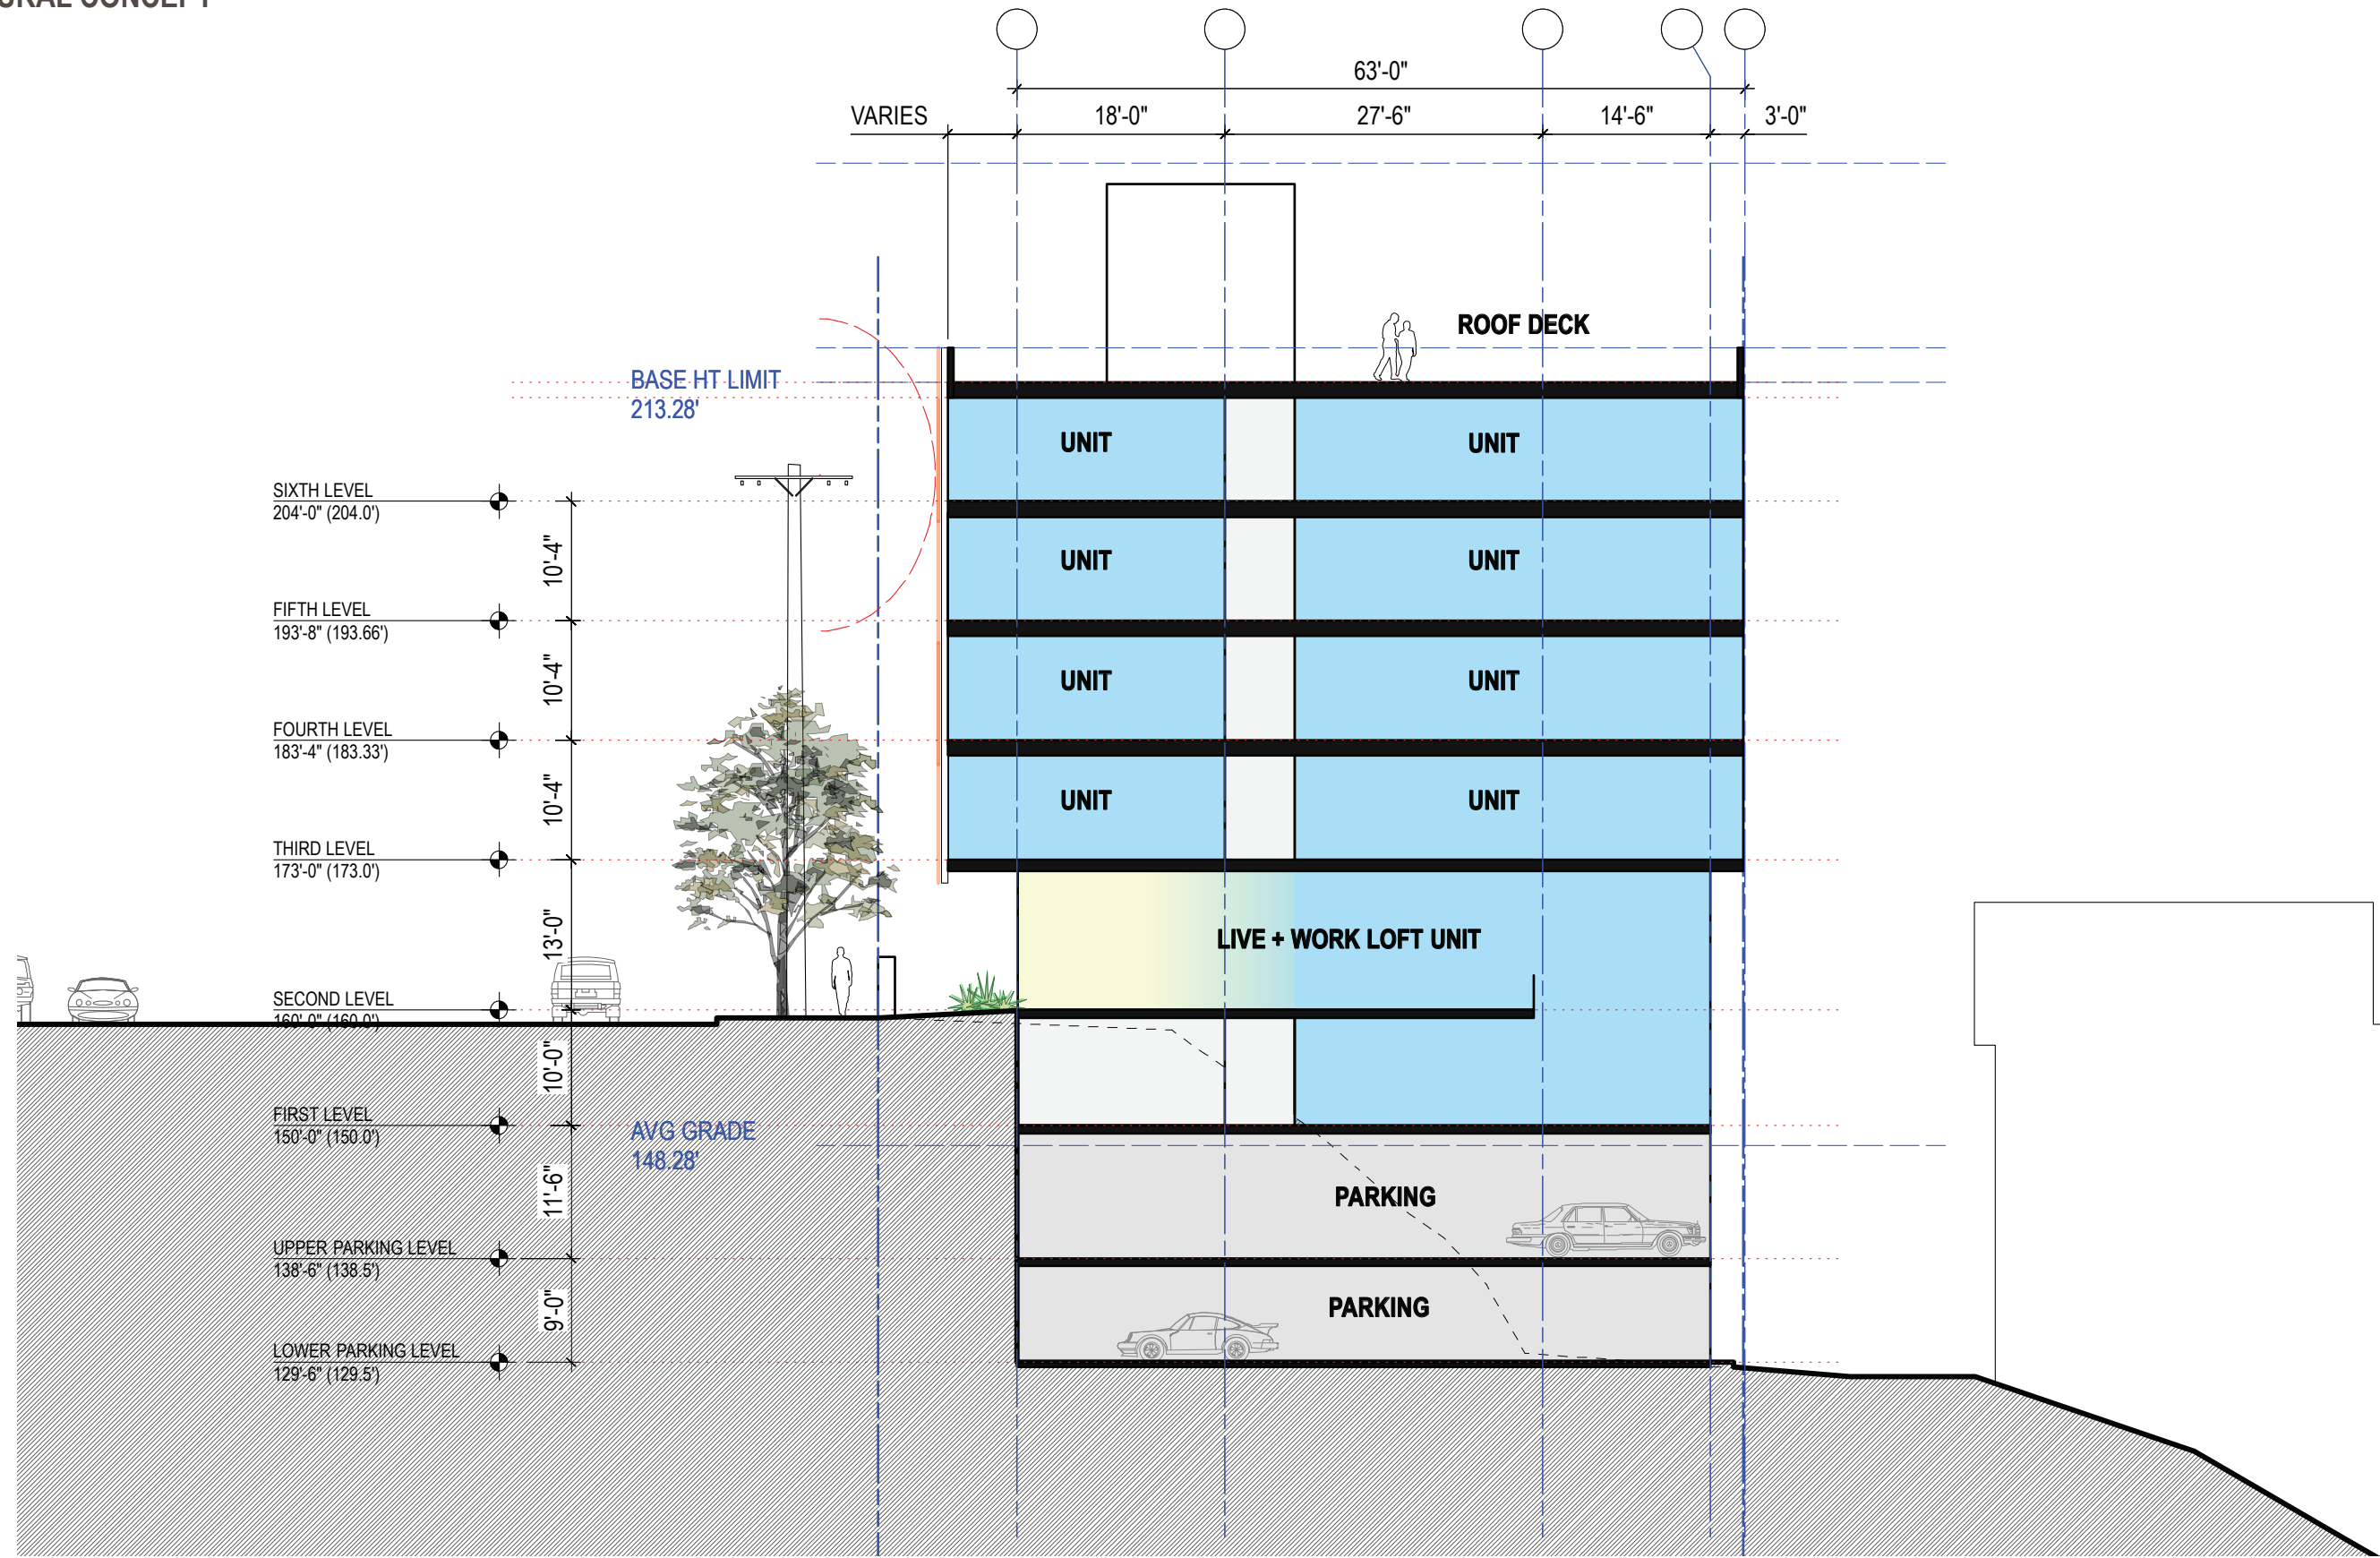 63'-0"
VARIES 18'-0" 27'-6" 14'-6" 3'-0"
ROOF DECK
BASE HT LIMIT
213.28'
UNIT UNIT
SIXTH LEVEL
204'-0" (204.0')
10'-4"
UNIT UNIT
FIFTH LEVEL
193'-8" (193.66')
10'-4"
UNIT UNIT
FOURTH LEVEL
183'-4" (183.33')
10'-4"
UNIT UNIT
THIRD LEVEL
173'-0" (173.0')
13'-0"
LIVE + WORK LOFT UNIT
SECOND LEVEL
160'-0" (160.0')
10'-0"
FIRST LEVEL
150'-0" (150.0')
AVG GRADE
148.28'
11'-6"
PARKING
UPPER PARKING LEVEL
138'-6" (138.5')
9'-0"
PARKING
LOWER PARKING LEVEL
129'-6" (129.5')